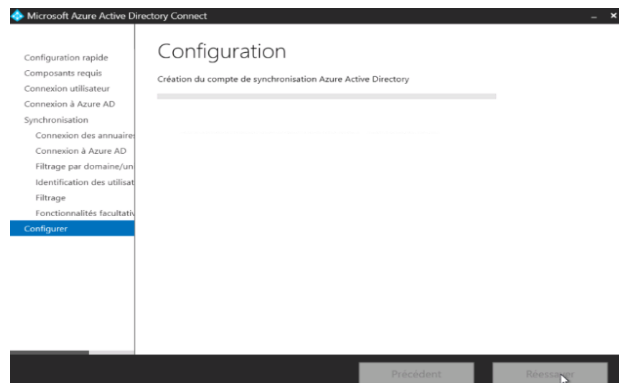 Microsoft Azure Active Directory Connect
Configuration rapide
Composants requis
Connexion utilisateur
Connexion à Azure AD
Synchronisation
Connexion des annuaires
Connexion à Azure AD
Filtrage par domaine/un
Identification des utilisat
Filtrage
Fonctionnalités facultativ
Configurer
Configuration
Création du compte de synchronisation Azure Active Directory
Précédent
Réessayer